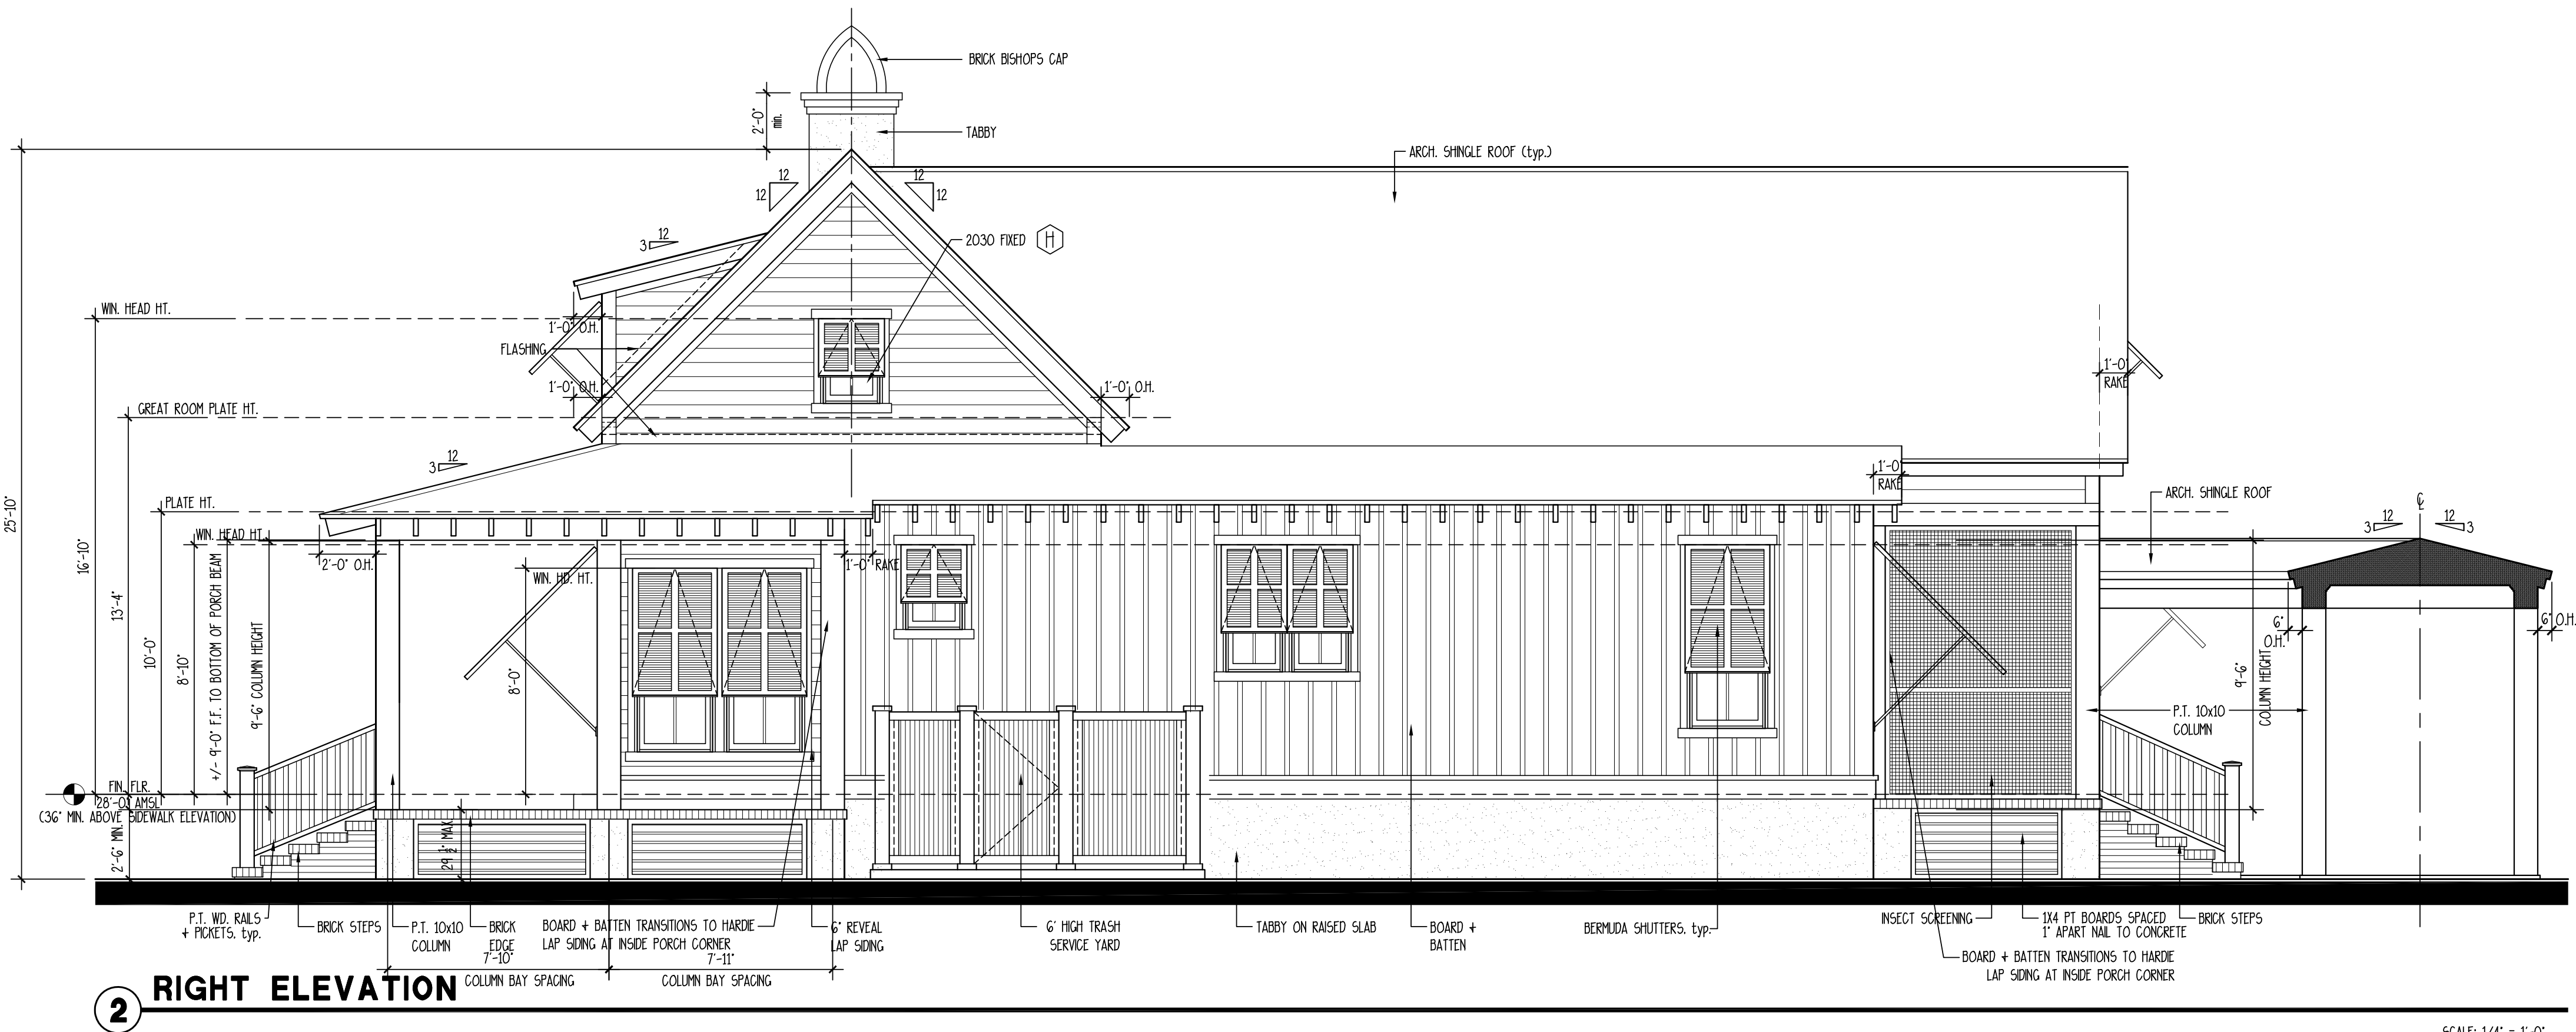 BRICK BISHOPS CAP
2'-0"
min.
TABBY
ARCH. SHINGLE ROOF (typ.)
12
12
12
12
2030 FIXED
H
12
3
WIN. HEAD HT.
1'-0" O.H.
FLASHING
1'-0" O.H.
1'-0" O.H.
1'-0"
RAKE
GREAT ROOM PLATE HT.
12
3
1'-0"
RAKE
PLATE HT.
ARCH. SHINGLE ROOF
℄
12
3
12
3
WIN. HEAD HT.
2'-0" O.H.
1'-0" RAKE
WIN. HD. HT.
25'-10"
16'-10"
13'-4"
10'-0"
8'-10"
+/- 9'-0" F.F. TO BOTTOM OF PORCH BEAM
9'-6" COLUMN HEIGHT
8'-0"
6"
O.H.
6" O.H.
9'-6"
COLUMN HEIGHT
P.T. 10x10
COLUMN
FIN. FLR.
28'-0" AMSL
(36" MIN. ABOVE SIDEWALK ELEVATION)
2'-6" MIN.
29 1/2" MAX.
P.T. WD. RAILS
+ PICKETS, typ.
BRICK STEPS
P.T. 10x10
COLUMN
BRICK
EDGE
BOARD + BATTEN TRANSITIONS TO HARDIE
LAP SIDING AT INSIDE PORCH CORNER
6" REVEAL
LAP SIDING
6' HIGH TRASH
SERVICE YARD
TABBY ON RAISED SLAB
BOARD +
BATTEN
BERMUDA SHUTTERS, typ.
INSECT SCREENING
1X4 PT BOARDS SPACED
1" APART NAIL TO CONCRETE
BRICK STEPS
BOARD + BATTEN TRANSITIONS TO HARDIE
LAP SIDING AT INSIDE PORCH CORNER
7'-10"
COLUMN BAY SPACING
7'-11"
COLUMN BAY SPACING
2
RIGHT ELEVATION
SCALE: 1/4" = 1'-0"